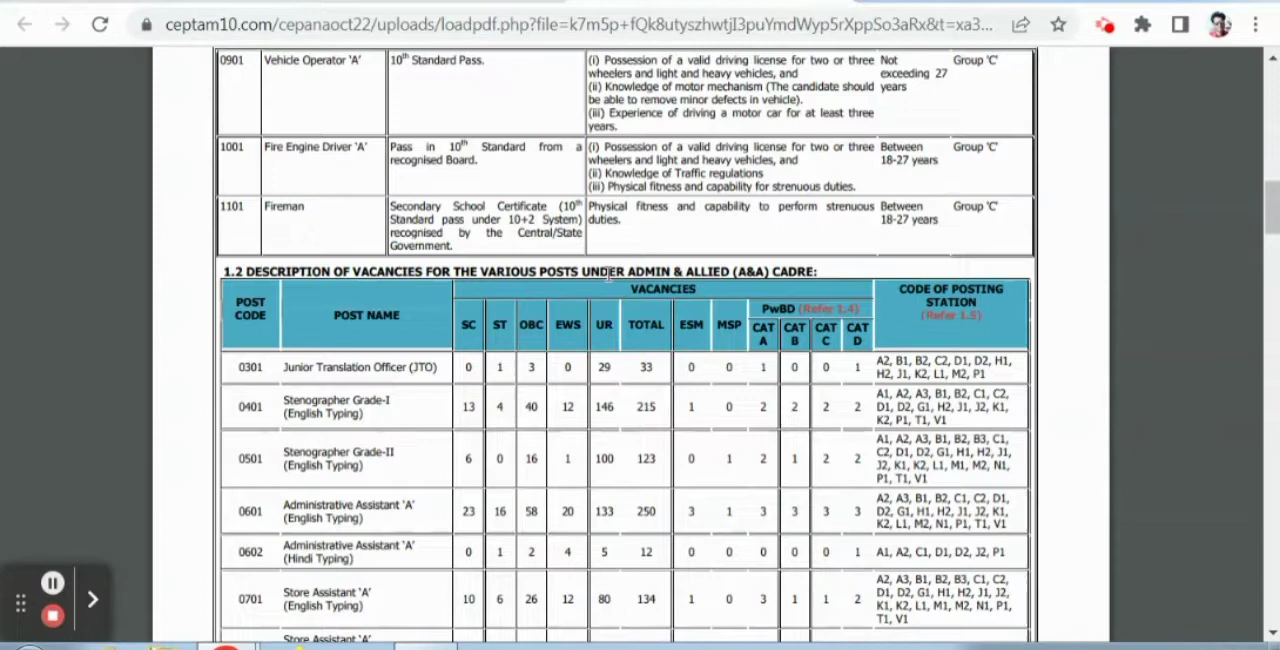 ceptam10.com/cepanaoct22/uploads/loadpdf.php?file=k7m5p+fQk8utyszhwtjI3puYmdWyp5rXppSo3aRx&t=xa3...
0901 Vehicle Operator 'A' 10th Standard Pass. (i) Possession of a valid driving license for two or three Not Group 'C'
wheelers and light and heavy vehicles, and exceeding 27
(ii) Knowledge of motor mechanism (The candidate should years
be able to remove minor defects in vehicle).
(iii) Experience of driving a motor car for at least three
years.
1001 Fire Engine Driver 'A' Pass in 10th Standard from a (i) Possession of a valid driving license for two or three Between Group 'C'
recognised Board. wheelers and light and heavy vehicles, and 18-27 years
(ii) Knowledge of Traffic regulations
(iii) Physical fitness and capability for strenuous duties.
1101 Fireman Secondary School Certificate (10th Physical fitness and capability to perform strenuous Between Group 'C'
Standard pass under 10+2 System) duties. 18-27 years
recognised by the Central/State
Government.
1.2 DESCRIPTION OF VACANCIES FOR THE VARIOUS POSTS UNDER ADMIN & ALLIED (A&A) CADRE:
POST CODE POST NAME VACANCIES CODE OF POSTING STATION (Refer 1.5)
SC ST OBC EWS UR TOTAL ESM MSP PwBD (Refer 1.4)
CAT A CAT B CAT C CAT D
0301 Junior Translation Officer (JTO) 0 1 3 0 29 33 0 0 1 0 0 1 A2, B1, B2, C2, D1, D2, H1,
H2, J1, K2, L1, M2, P1
0401 Stenographer Grade-I 13 4 40 12 146 215 1 0 2 2 2 2 A1, A2, A3, B1, B2, C1, C2,
(English Typing) D1, D2, G1, H2, J1, J2, K1,
K2, P1, T1, V1
0501 Stenographer Grade-II 6 0 16 1 100 123 0 1 2 1 2 2 A1, A2, A3, B1, B2, B3, C1,
(English Typing) C2, D1, D2, G1, H1, H2, J1,
J2, K1, K2, L1, M1, M2, N1,
P1, T1, V1
0601 Administrative Assistant 'A' 23 16 58 20 133 250 3 1 3 3 3 3 A2, A3, B1, B2, C1, C2, D1,
(English Typing) D2, G1, H1, H2, J1, J2, K1,
K2, L1, M2, N1, P1, T1, V1
0602 Administrative Assistant 'A' 0 1 2 4 5 12 0 0 0 0 0 1 A1, A2, C1, D1, D2, J2, P1
(Hindi Typing)
0701 Store Assistant 'A' 10 6 26 12 80 134 1 0 3 1 1 2 A2, A3, B1, B2, B3, C1, C2,
(English Typing) D1, D2, G1, H1, H2, J1, J2,
K1, K2, L1, M1, M2, N1, P1,
T1, V1
Store Assistant 'A'